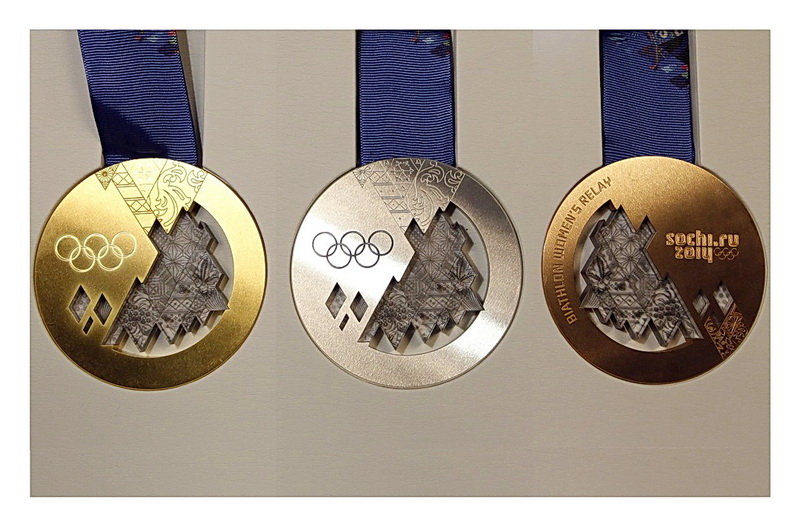 BIATHLON WOMEN'S RELAY
sochi.ru
2014